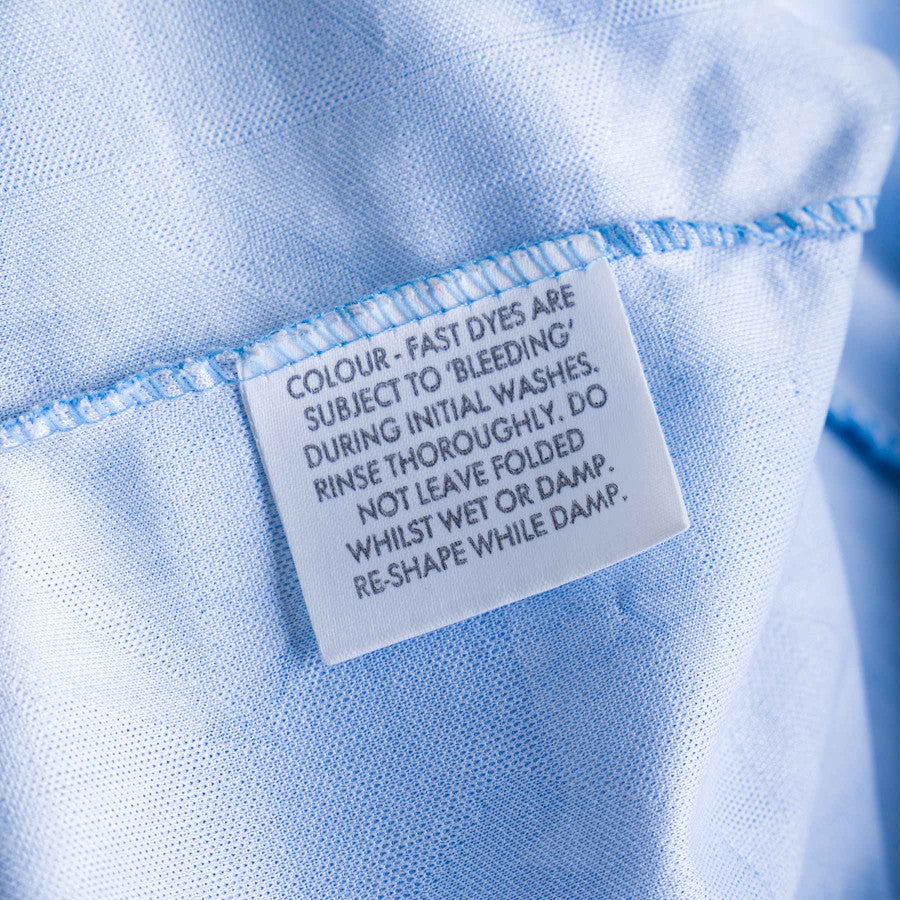 COLOUR - FAST DYES ARE
SUBJECT TO 'BLEEDING'
DURING INITIAL WASHES.
RINSE THOROUGHLY. DO
NOT LEAVE FOLDED
WHILST WET OR DAMP.
RE-SHAPE WHILE DAMP.